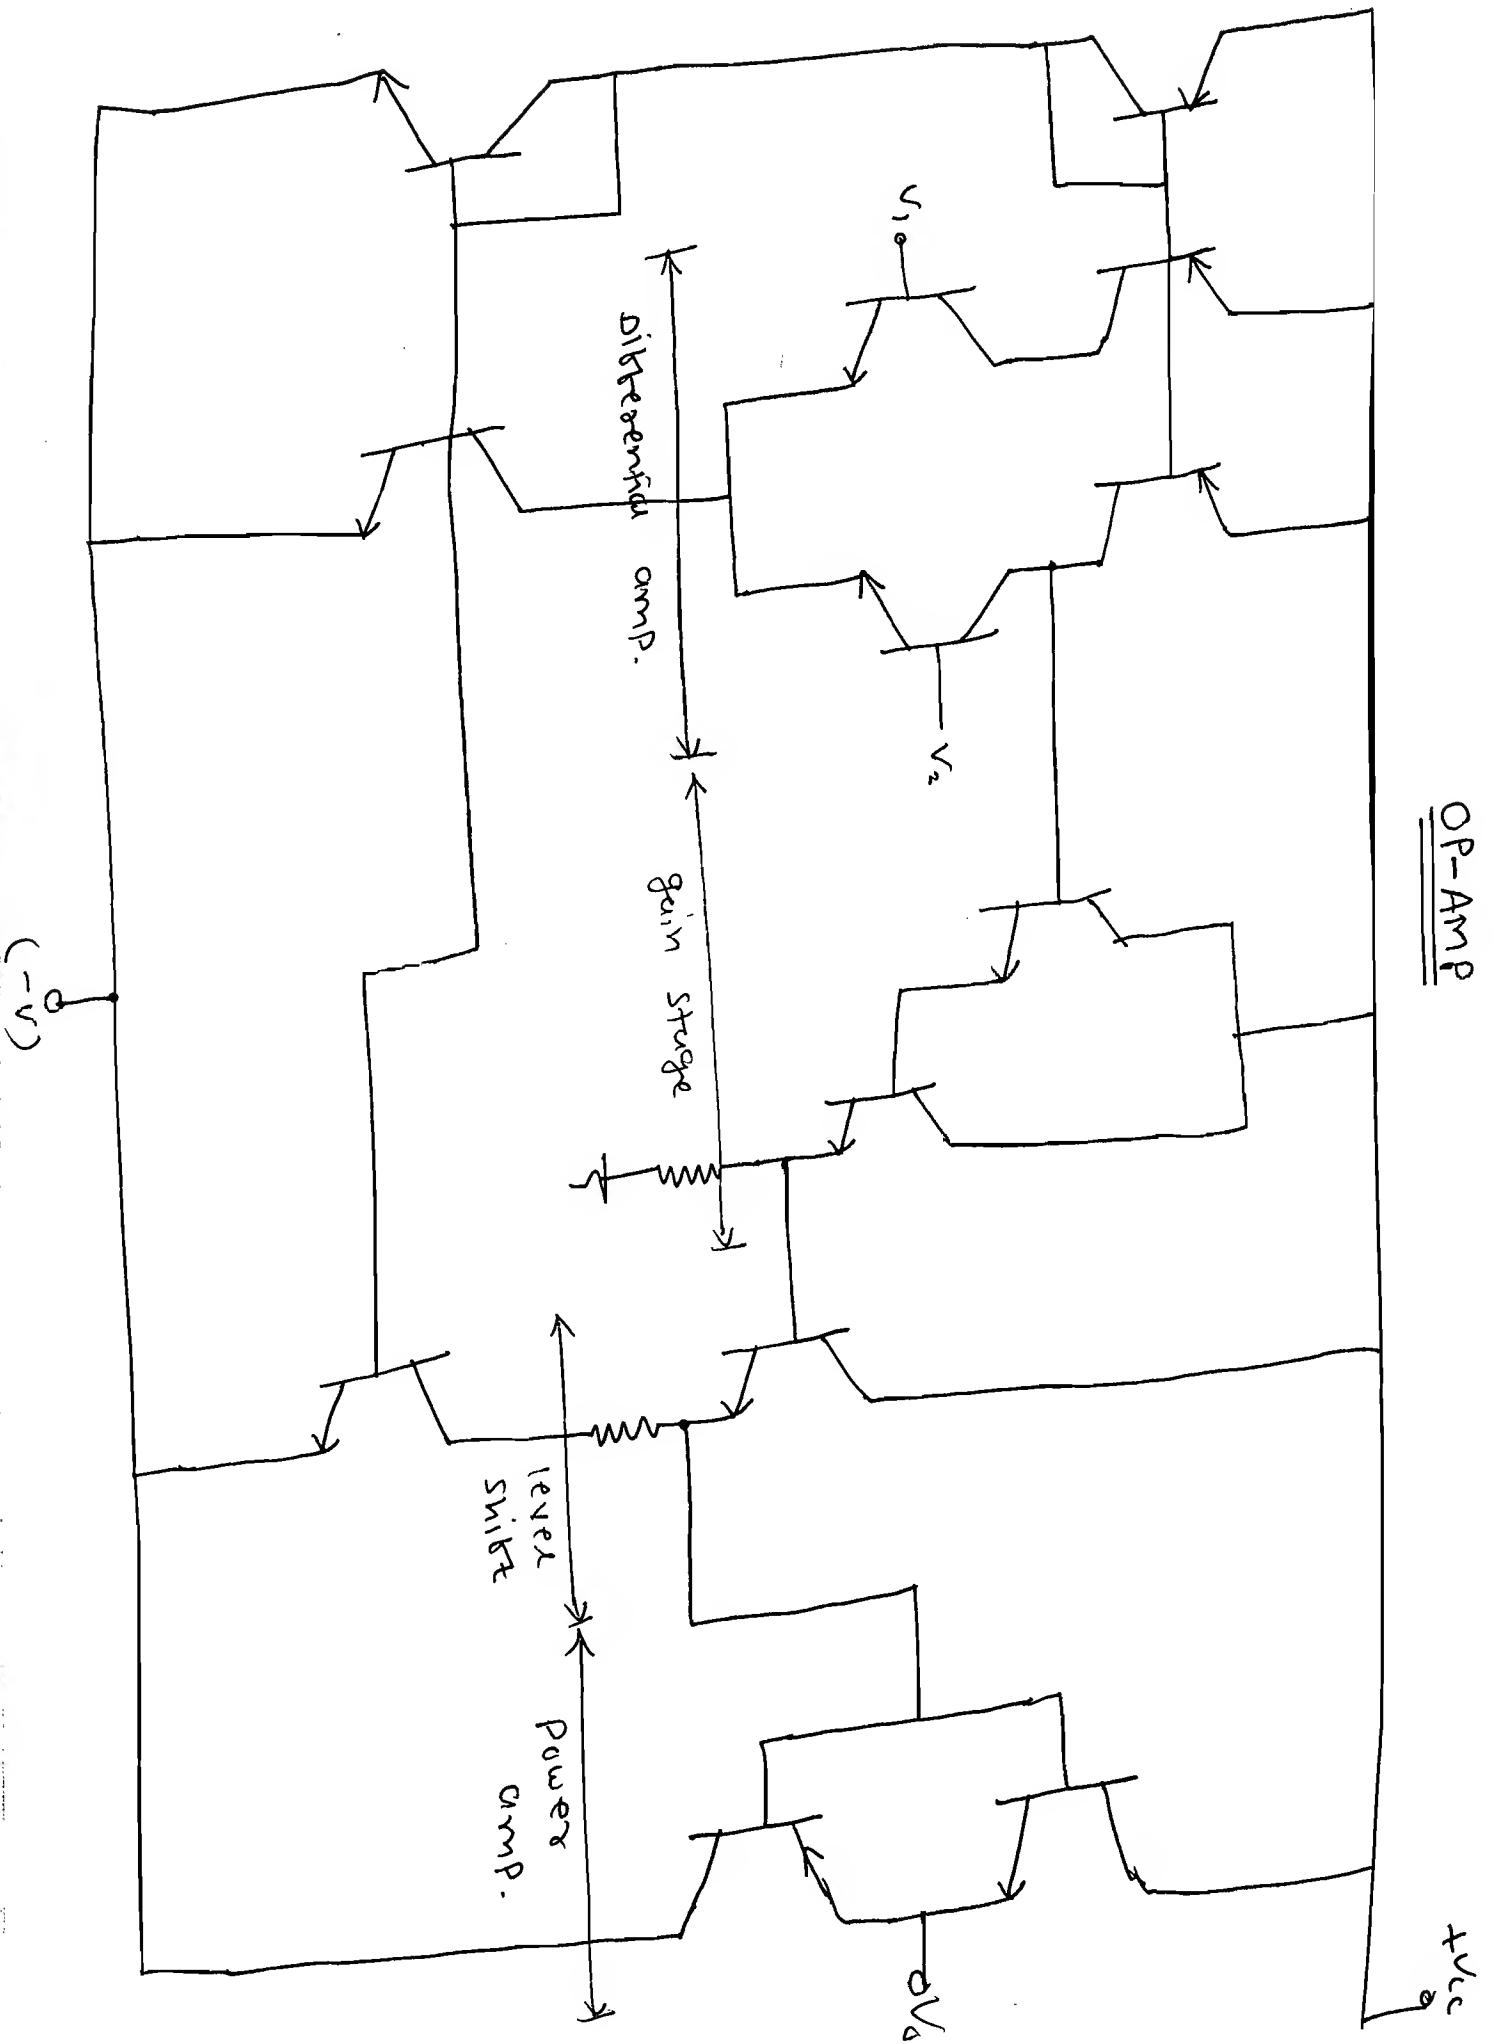 OP-AMP
+Vcc
V1
V2
Differential amp.
gain stage
level
shift
Power
amp.
Vo
(-V)